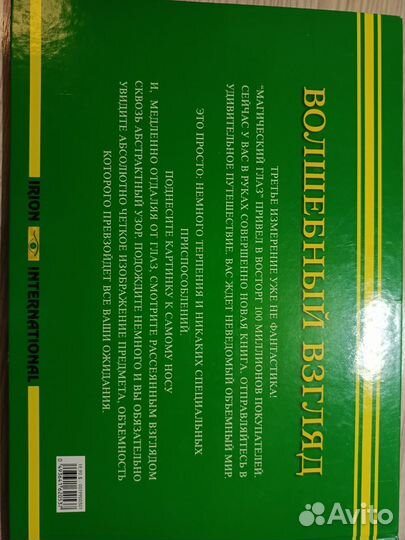 ВОЛШЕБНЫЙ ВЗГЛЯД
ТРЕТЬЕ ИЗМЕРЕНИЕ УЖЕ НЕ ФАНТАСТИКА!
"МАГИЧЕСКИЙ ГЛАЗ" ПРИВЕЛ В ВОСТОРГ 100 МИЛЛИОНОВ ПОКУПАТЕЛЕЙ.
СЕЙЧАС У ВАС В РУКАХ СОВЕРШЕННО НОВАЯ КНИГА. ОТПРАВЛЯЙТЕСЬ В
УДИВИТЕЛЬНОЕ ПУТЕШЕСТВИЕ. ВАС ЖДЕТ НЕВЕДОМЫЙ ОБЪЕМНЫЙ МИР.
ЭТО ПРОСТО: НЕМНОГО ТЕРПЕНИЯ И НИКАКИХ СПЕЦИАЛЬНЫХ
ПРИСПОСОБЛЕНИЙ.
ПОДНЕСИТЕ КАРТИНКУ К САМОМУ НОСУ
И, МЕДЛЕННО ОТДАЛЯЯ ОТ ГЛАЗ, СМОТРИТЕ РАССЕЯННЫМ ВЗГЛЯДОМ
СКВОЗЬ АБСТРАКТНЫЙ УЗОР. ПОДОЖДИТЕ НЕМНОГО И ВЫ ОБЯЗАТЕЛЬНО
УВИДИТЕ АБСОЛЮТНО ЧЕТКОЕ ИЗОБРАЖЕНИЕ ПРЕДМЕТА, ОБЪЕМНОСТЬ
КОТОРОГО ПРЕВЗОЙДЕТ ВСЕ ВАШИ ОЖИДАНИЯ.
IRION INTERNATIONAL
Avito